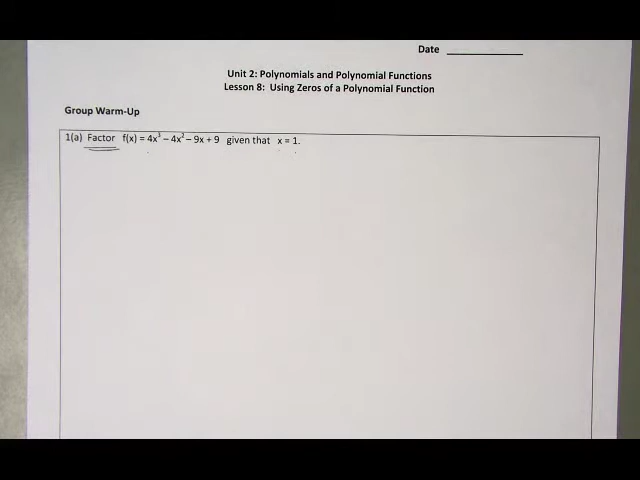 Date ____________
Unit 2: Polynomials and Polynomial Functions
Lesson 8: Using Zeros of a Polynomial Function
Group Warm-Up
1(a) Factor f(x) = 4x³ – 4x² – 9x + 9 given that x = 1.